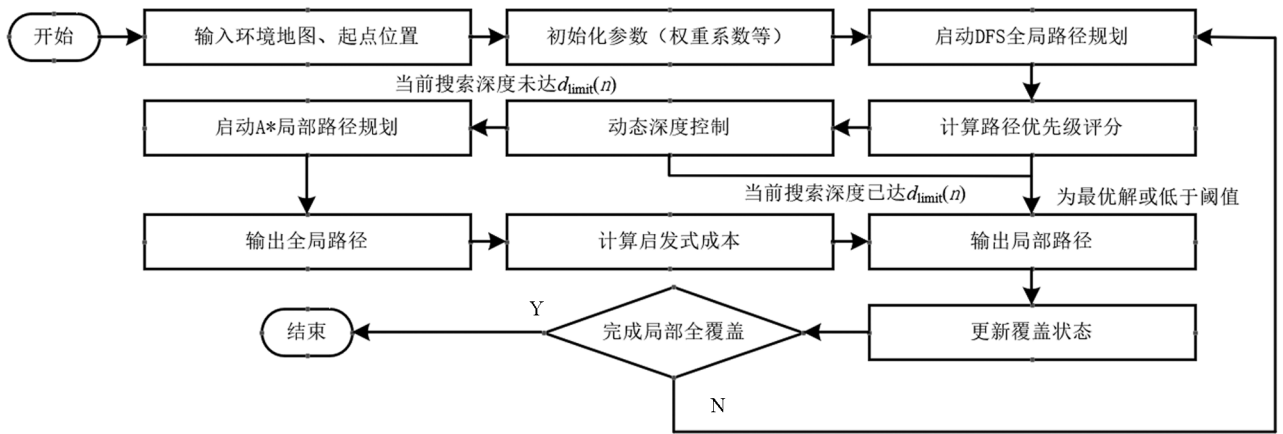 开始
输入环境地图、起点位置
初始化参数（权重系数等）
启动DFS全局路径规划
当前搜索深度未达dlimit(n)
启动A*局部路径规划
动态深度控制
计算路径优先级评分
当前搜索深度已达dlimit(n)
为最优解或低于阈值
输出全局路径
计算启发式成本
输出局部路径
Y
结束
完成局部全覆盖
更新覆盖状态
N